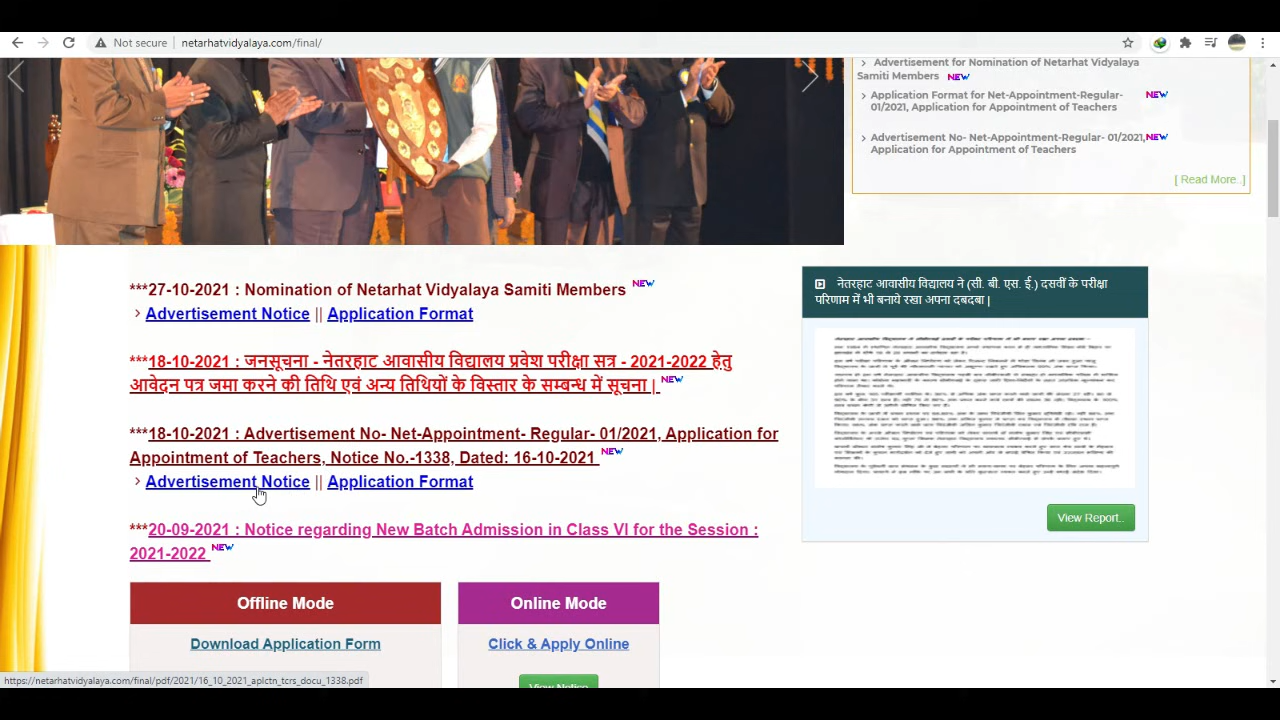 Not secure
netarhatvidyalaya.com/final/
Advertisement for Nomination of Netarhat Vidyalaya
Samiti Members NEW
Application Format for Net-Appointment-Regular- NEW
01/2021, Application for Appointment of Teachers
Advertisement No- Net-Appointment-Regular- 01/2021, NEW
Application for Appointment of Teachers
[ Read More..]
***27-10-2021 : Nomination of Netarhat Vidyalaya Samiti Members NEW
Advertisement Notice || Application Format
***18-10-2021 : जनसूचना - नेतरहाट आवासीय विद्यालय प्रवेश परीक्षा सत्र - 2021-2022 हेतु
आवेदन पत्र जमा करने की तिथि एवं अन्य तिथियों के विस्तार के सम्बन्ध में सूचना | NEW
***18-10-2021 : Advertisement No- Net-Appointment- Regular- 01/2021, Application for
Appointment of Teachers, Notice No.-1338, Dated: 16-10-2021 NEW
Advertisement Notice || Application Format
***20-09-2021 : Notice regarding New Batch Admission in Class VI for the Session :
2021-2022 NEW
Offline Mode
Download Application Form
Online Mode
Click & Apply Online
View Notice
नेतरहाट आवासीय विद्यालय ने (सी. बी. एस. ई.) दसवीं के परीक्षा
परिणाम में भी बनाये रखा अपना दबदबा |
View Report..
https://netarhatvidyalaya.com/final/pdf/2021/16_10_2021_aplctn_tcrs_docu_1338.pdf